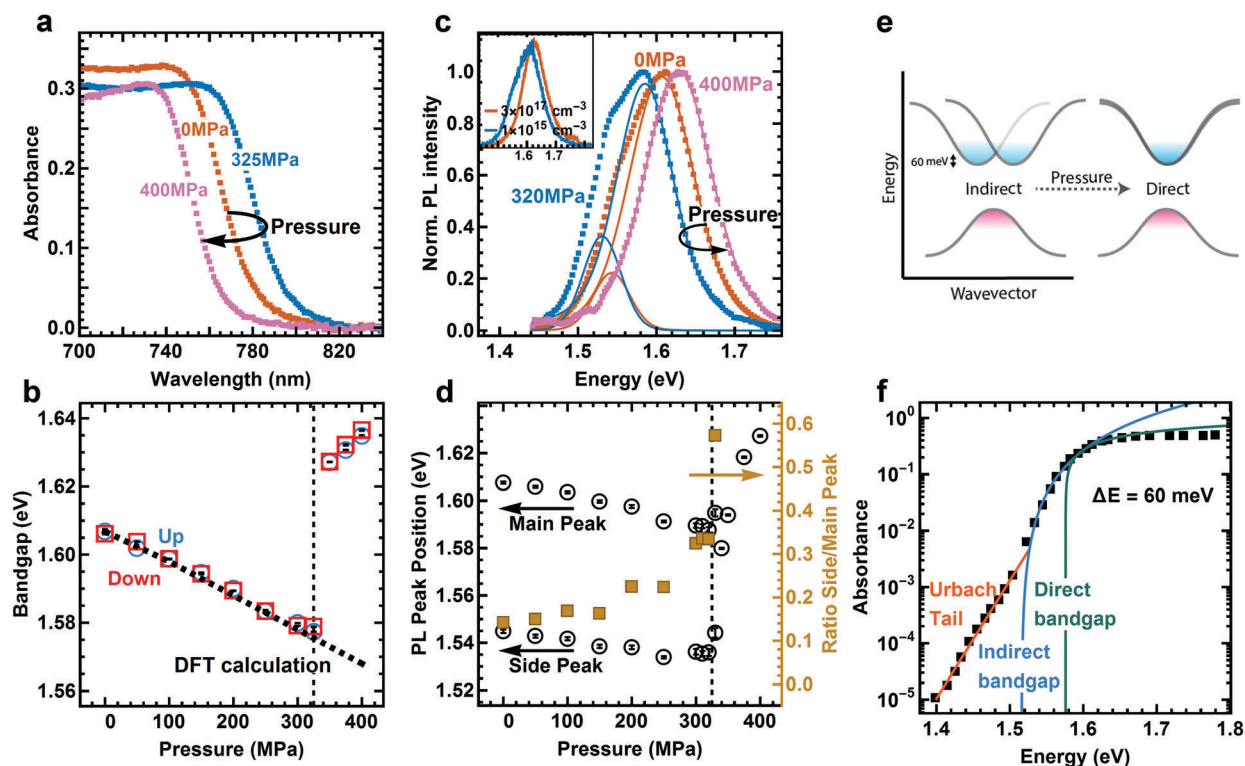 a
0.3
0.2
0.1
0.0
Absorbance
0MPa
325MPa
400MPa
Pressure
700
740
780
820
Wavelength (nm)
b
1.64
1.62
1.60
1.58
1.56
Bandgap (eV)
Up
Down
DFT calculation
0
100
200
300
400
Pressure (MPa)
c
1.0
0.8
0.6
0.4
0.2
0.0
Norm. PL intensity
3×10¹⁷ cm⁻³
1×10¹⁵ cm⁻³
1.6
1.7
0MPa
400MPa
320MPa
Pressure
1.4
1.5
1.6
1.7
Energy (eV)
d
1.62
1.60
1.58
1.56
1.54
1.52
PL Peak Position (eV)
Main Peak
Side Peak
0.6
0.5
0.4
0.3
0.2
0.1
0.0
Ratio Side/Main Peak
0
100
200
300
400
Pressure (MPa)
e
Energy
60 meV
Indirect
Pressure
Direct
Wavevector
f
10⁰
10⁻¹
10⁻²
10⁻³
10⁻⁴
10⁻⁵
Absorbance
ΔE = 60 meV
Urbach
Tail
Direct
bandgap
Indirect
bandgap
1.4
1.5
1.6
1.7
1.8
Energy (eV)